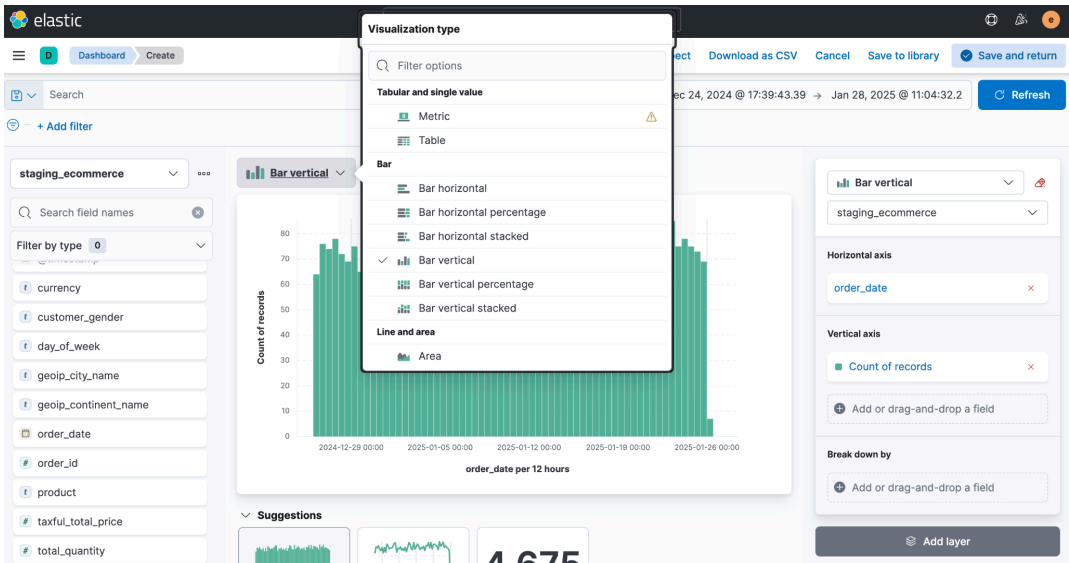 elastic
e
D
Dashboard
Create
Download as CSV
Cancel
Save to library
Save and return
Search
ec 24, 2024 @ 17:39:43.39 → Jan 28, 2025 @ 11:04:32.2
Refresh
+ Add filter
Visualization type
Filter options
Tabular and single value
Metric
Table
Bar
Bar horizontal
Bar horizontal percentage
Bar horizontal stacked
Bar vertical
Bar vertical percentage
Bar vertical stacked
Line and area
Area
staging_ecommerce
Search field names
Filter by type 0
currency
customer_gender
day_of_week
geoip_city_name
geoip_continent_name
order_date
order_id
product
taxful_total_price
total_quantity
Bar vertical
Count of records
80
70
60
50
40
30
20
10
0
2024-12-29 00:00
2025-01-05 00:00
2025-01-12 00:00
2025-01-19 00:00
2025-01-26 00:00
order_date per 12 hours
Suggestions
4,675
Bar vertical
staging_ecommerce
Horizontal axis
order_date
Vertical axis
Count of records
Add or drag-and-drop a field
Break down by
Add or drag-and-drop a field
Add layer